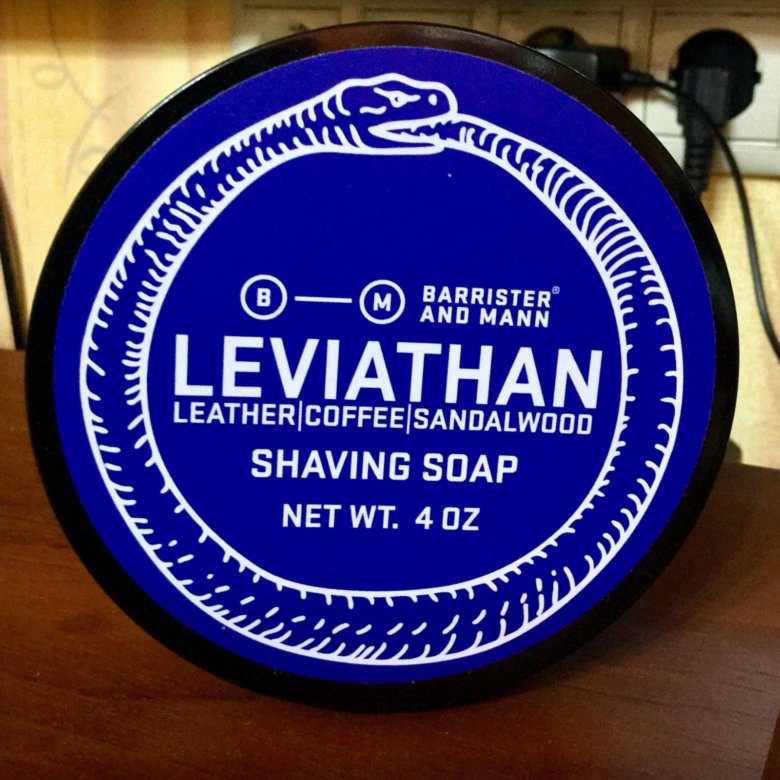 B M BARRISTER®
AND MANN
LEVIATHAN
LEATHER|COFFEE|SANDALWOOD
SHAVING SOAP
NET WT. 4 OZ